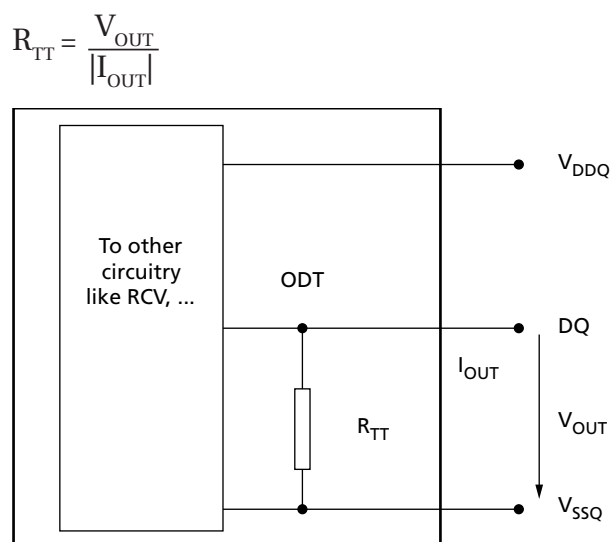 R_TT = V_OUT / |I_OUT|
V_DDQ
To other
circuitry
like RCV, ...
ODT
DQ
I_OUT
R_TT
V_OUT
V_SSQ